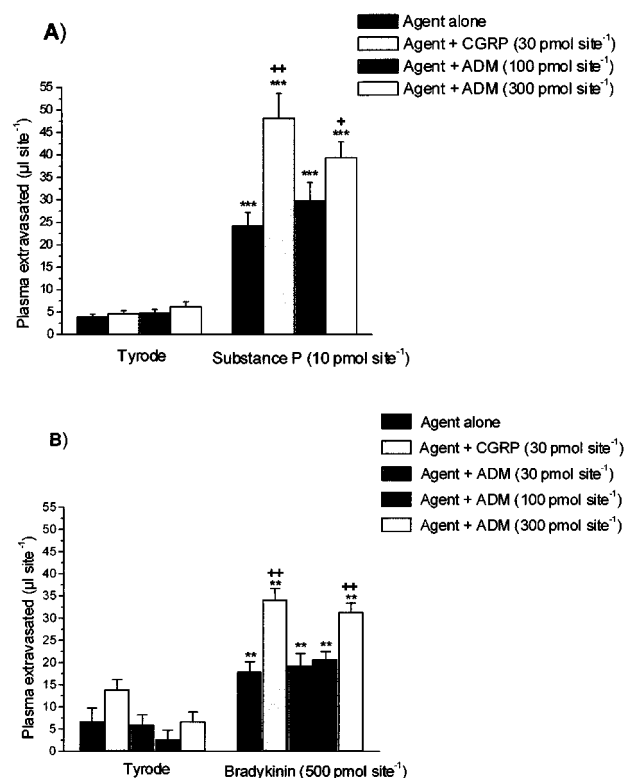 A)
Agent alone
Agent + CGRP (30 pmol site⁻¹)
Agent + ADM (100 pmol site⁻¹)
Agent + ADM (300 pmol site⁻¹)
Plasma extravasated (µl site⁻¹)
55
50
45
40
35
30
25
20
15
10
5
0
***
++
***
***
+
***
Tyrode
Substance P (10 pmol site⁻¹)
B)
Agent alone
Agent + CGRP (30 pmol site⁻¹)
Agent + ADM (30 pmol site⁻¹)
Agent + ADM (100 pmol site⁻¹)
Agent + ADM (300 pmol site⁻¹)
Plasma extravasated (µl site⁻¹)
55
50
45
40
35
30
25
20
15
10
5
0
**
++
**
**
**
++
**
Tyrode
Bradykinin (500 pmol site⁻¹)